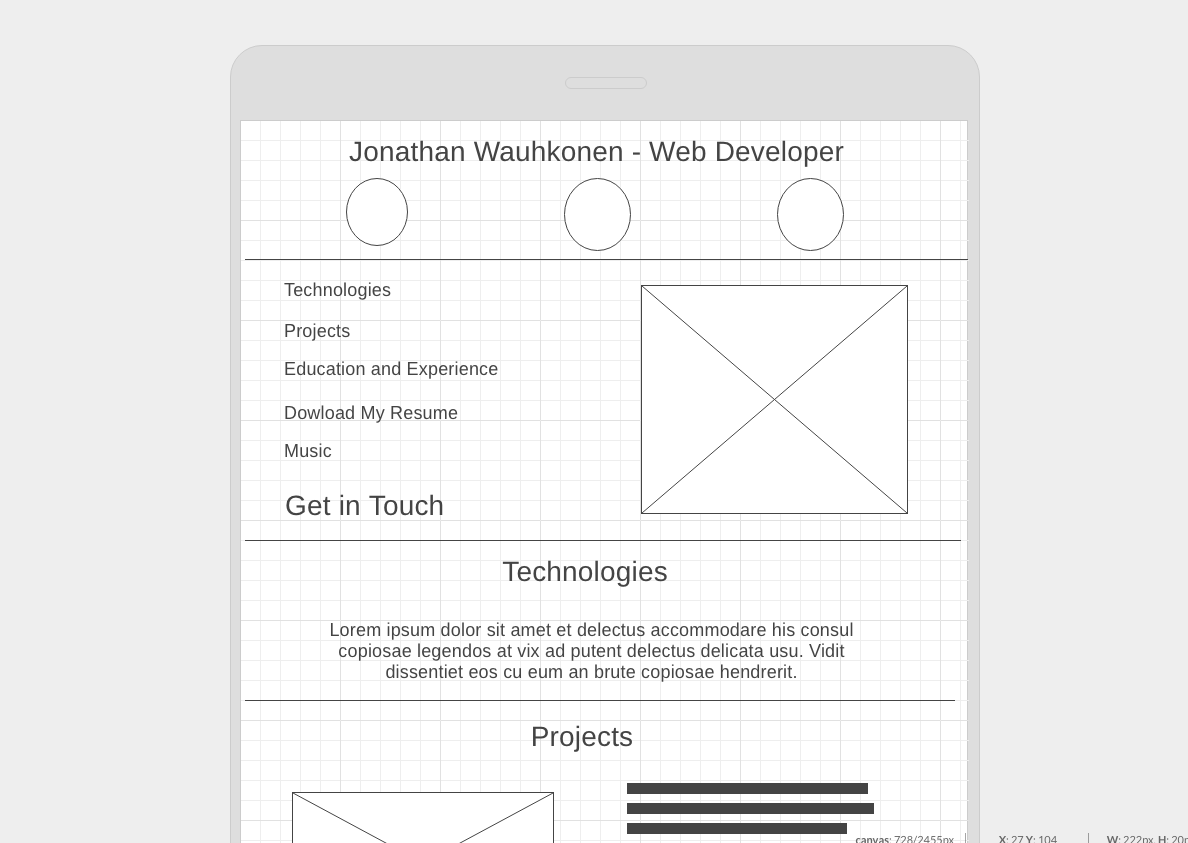 Jonathan Wauhkonen - Web Developer
Technologies
Projects
Education and Experience
Dowload My Resume
Music
Get in Touch
Technologies
Lorem ipsum dolor sit amet et delectus accommodare his consul
copiosae legendos at vix ad putent delectus delicata usu. Vidit
dissentiet eos cu eum an brute copiosae hendrerit.
Projects
canvas: 728/2455px X: 27 Y: 104 W: 222px, H: 20